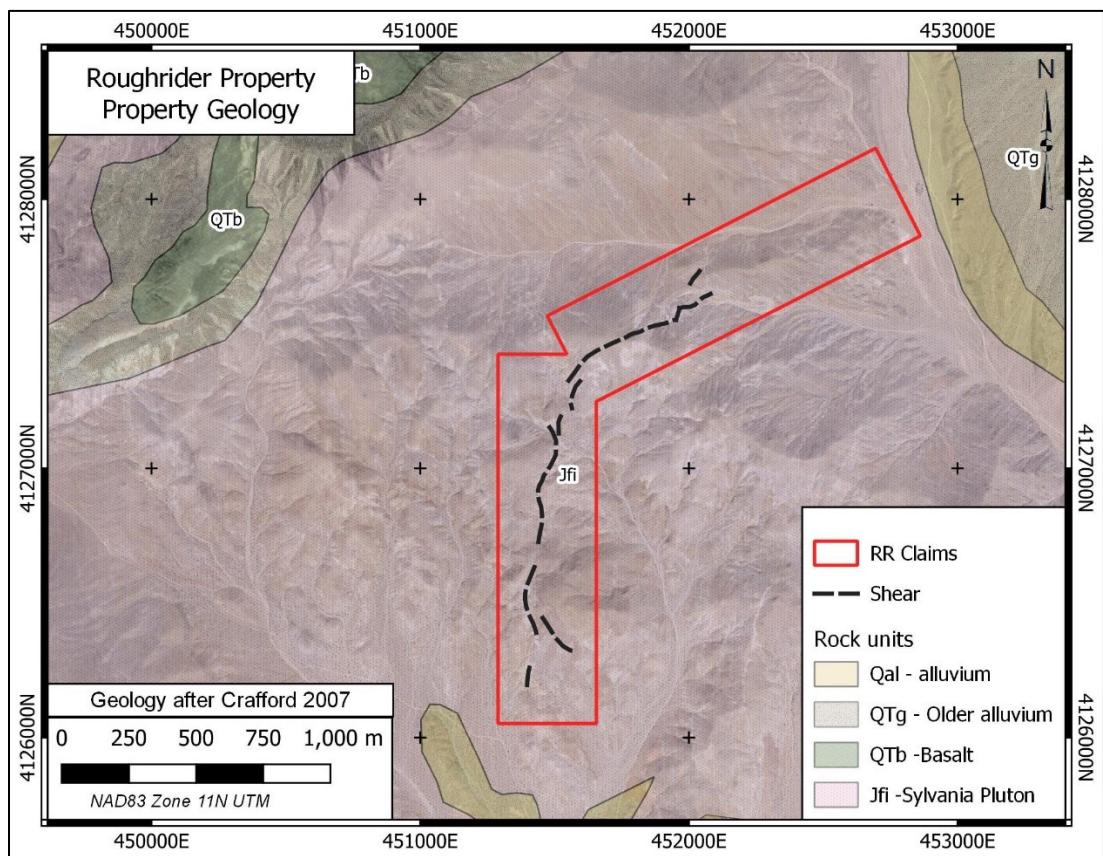 450000E
451000E
452000E
453000E
Roughrider Property
Property Geology
Tb
N
QTg
4128000N
4128000N
QTb
4127000N
4127000N
Jfi
RR Claims
Shear
Rock units
Qal - alluvium
QTg - Older alluvium
QTb -Basalt
Jfi -Sylvania Pluton
Geology after Crafford 2007
0 250 500 750 1,000 m
NAD83 Zone 11N UTM
4126000N
4126000N
450000E
451000E
452000E
453000E